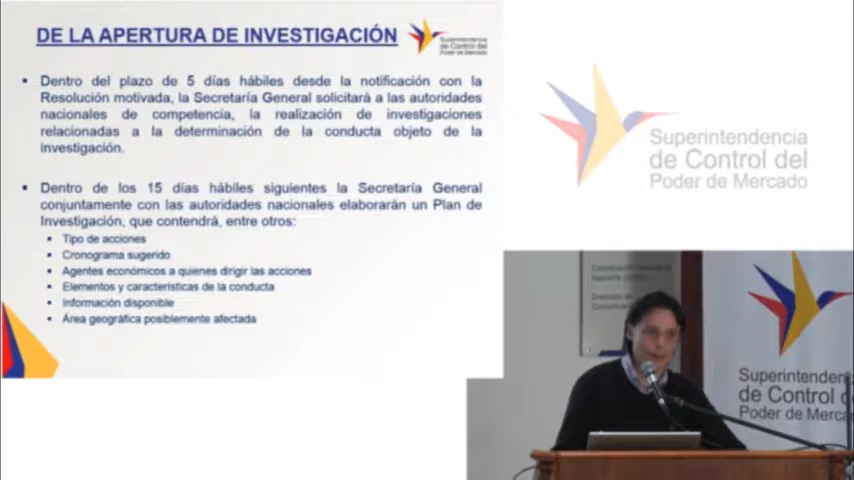 DE LA APERTURA DE INVESTIGACIÓN
Superintendencia
de Control del
Poder de Mercado
▪ Dentro del plazo de 5 días hábiles desde la notificación con la
Resolución motivada, la Secretaría General solicitará a las autoridades
nacionales de competencia, la realización de investigaciones
relacionadas a la determinación de la conducta objeto de la
investigación.
▪ Dentro de los 15 días hábiles siguientes la Secretaría General
conjuntamente con las autoridades nacionales elaborarán un Plan de
Investigación, que contendrá, entre otros:
▪ Tipo de acciones
▪ Cronograma sugerido
▪ Agentes económicos a quienes dirigir las acciones
▪ Elementos y características de la conducta
▪ Información disponible
▪ Área geográfica posiblemente afectada
Superintendencia
de Control del
Poder de Mercado
Superintenden
de Control d
Poder de Merca